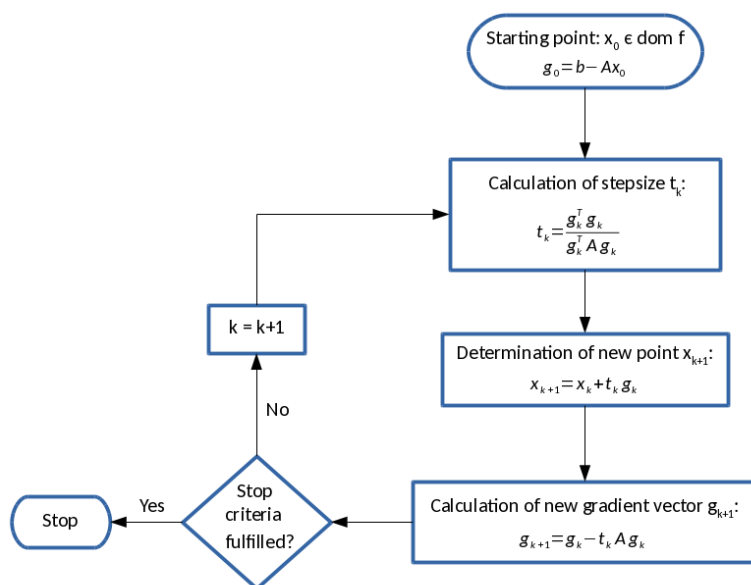 Starting point: x₀ ϵ dom f
g₀=b−Ax₀
Calculation of stepsize tₖ:
tₖ= gₖᵀ gₖ / gₖᵀ A gₖ
k = k+1
Determination of new point xₖ₊₁:
xₖ₊₁=xₖ+tₖ gₖ
No
Calculation of new gradient vector gₖ₊₁:
gₖ₊₁=gₖ−tₖ A gₖ
Stop
criteria
fulfilled?
Yes
Stop